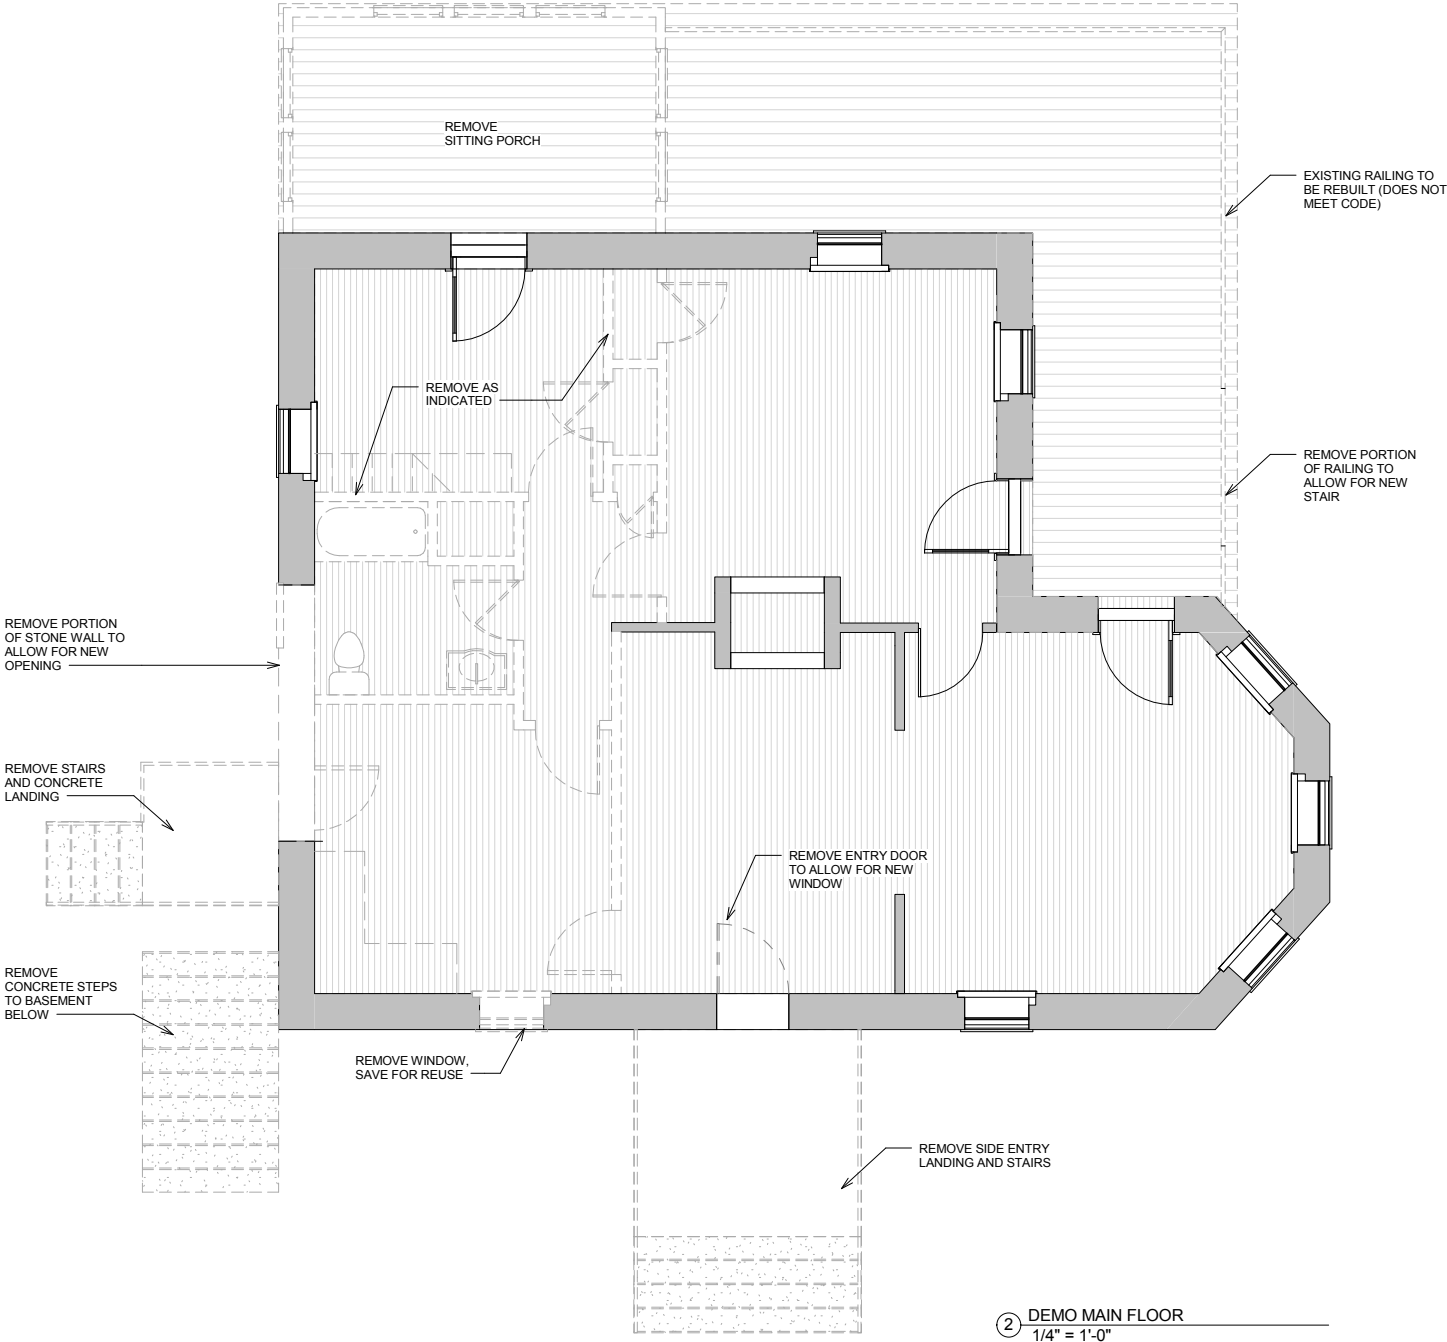 REMOVE
SITTING PORCH
EXISTING RAILING TO
BE REBUILT (DOES NOT
MEET CODE)
REMOVE AS
INDICATED
REMOVE PORTION
OF RAILING TO
ALLOW FOR NEW
STAIR
REMOVE PORTION
OF STONE WALL TO
ALLOW FOR NEW
OPENING
REMOVE STAIRS
AND CONCRETE
LANDING
REMOVE ENTRY DOOR
TO ALLOW FOR NEW
WINDOW
REMOVE
CONCRETE STEPS
TO BASEMENT
BELOW
REMOVE WINDOW,
SAVE FOR REUSE
REMOVE SIDE ENTRY
LANDING AND STAIRS
2 DEMO MAIN FLOOR
1/4" = 1'-0"